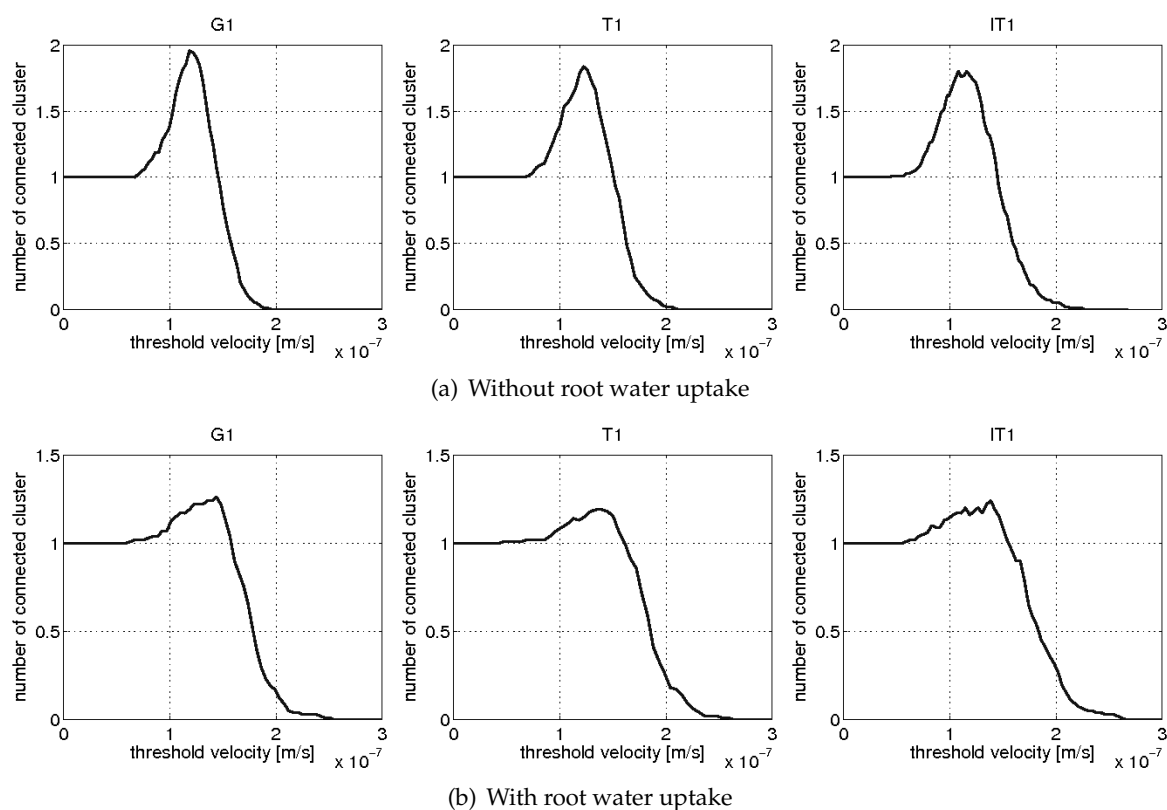 G1 T1 IT1
2 2 2
1.5 1.5 1.5
1 1 1
0.5 0.5 0.5
0 0 0
number of connected cluster number of connected cluster number of connected cluster
0 1 2 3 0 1 2 3 0 1 2 3
threshold velocity [m/s] threshold velocity [m/s] threshold velocity [m/s]
x 10⁻⁷ x 10⁻⁷ x 10⁻⁷
(a) Without root water uptake
G1 T1 IT1
1.5 1.5 1.5
1 1 1
0.5 0.5 0.5
0 0 0
number of connected cluster number of connected cluster number of connected cluster
0 1 2 3 0 1 2 3 0 1 2 3
threshold velocity [m/s] threshold velocity [m/s] threshold velocity [m/s]
x 10⁻⁷ x 10⁻⁷ x 10⁻⁷
(b) With root water uptake